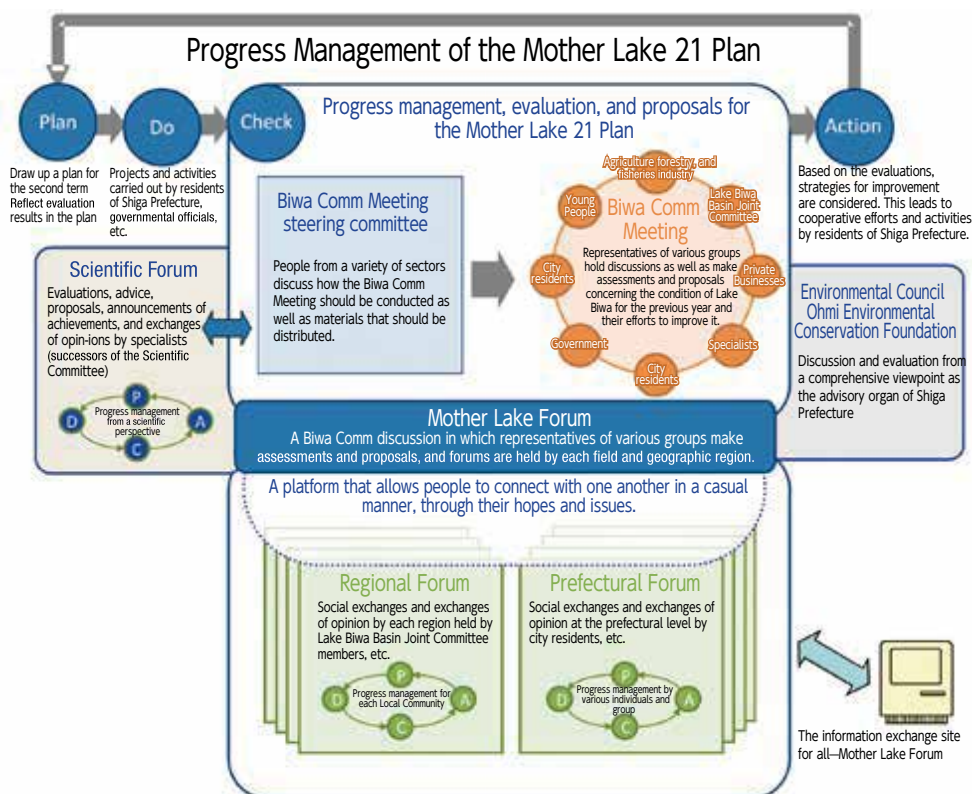 Progress Management of the Mother Lake 21 Plan
Plan
Do
Check
Action
Draw up a plan for
the second term
Reflect evaluation
results in the plan
Projects and activities
carried out by residents
of Shiga Prefecture,
governmental officials,
etc.
Progress management, evaluation, and proposals for
the Mother Lake 21 Plan
Based on the evaluations,
strategies for improvement
are considered. This leads to
cooperative efforts and activities
by residents of Shiga Prefecture.
Biwa Comm Meeting
steering committee
People from a variety of sectors
discuss how the Biwa Comm
Meeting should be conducted as
well as materials that should be
distributed.
Agriculture forestry, and
fisheries industry
Young
People
Lake Biwa
Basin Joint
Committee
City
residents
Private
Businesses
Government
Specialists
City
residents
Biwa Comm
Meeting
Representatives of various groups
hold discussions as well as make
assessments and proposals
concerning the condition of Lake
Biwa for the previous year and
their efforts to improve it.
Scientific Forum
Evaluations, advice,
proposals, announcements of
achievements, and exchanges
of opin-ions by specialists
(successors of the Scientific
Committee)
P
D
A
C
Progress management
from a scientific
perspective
Environmental Council
Ohmi Environmental
Conservation Foundation
Discussion and evaluation from
a comprehensive viewpoint as
the advisory organ of Shiga
Prefecture
Mother Lake Forum
A Biwa Comm discussion in which representatives of various groups make
assessments and proposals, and forums are held by each field and geographic region.
A platform that allows people to connect with one another in a casual
manner, through their hopes and issues.
Regional Forum
Social exchanges and exchanges
of opinion by each region held by
Lake Biwa Basin Joint Committee
members, etc.
P
D
A
C
Progress management for
each Local Community
Prefectural Forum
Social exchanges and exchanges of
opinion at the prefectural level by
city residents, etc.
P
D
A
C
Progress management by
various individuals and
group
The information exchange site
for all—Mother Lake Forum